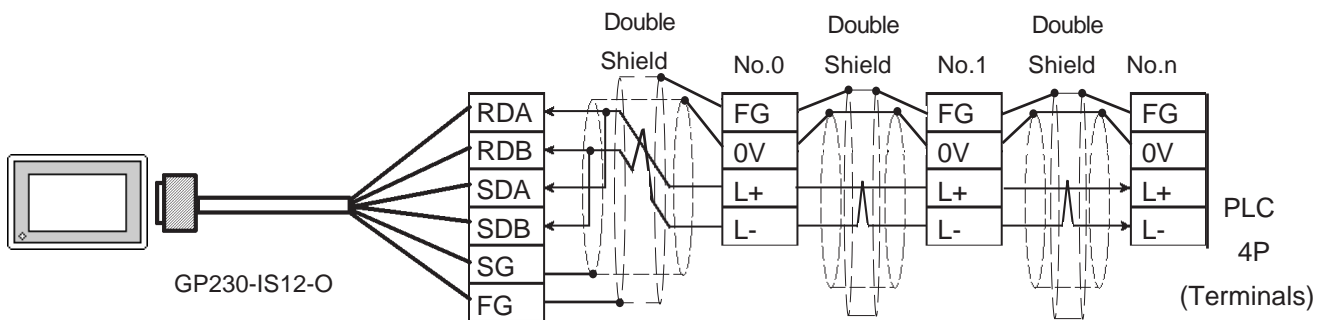 Double Shield
Double Shield
Double Shield
No.0
No.1
No.n
RDA
RDB
SDA
SDB
SG
FG
FG
0V
L+
L-
FG
0V
L+
L-
FG
0V
L+
L-
GP230-IS12-O
PLC
4P
(Terminals)